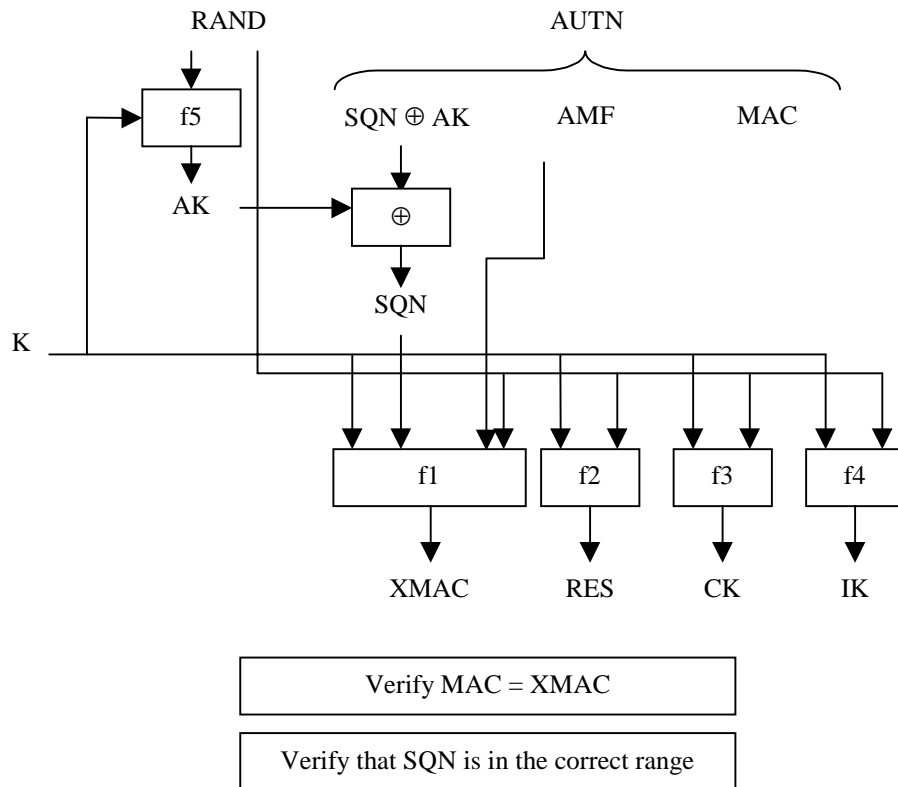 RAND AUTN
f5 SQN ⊕ AK AMF MAC
AK ⊕
SQN
K
f1 f2 f3 f4
XMAC RES CK IK
Verify MAC = XMAC
Verify that SQN is in the correct range